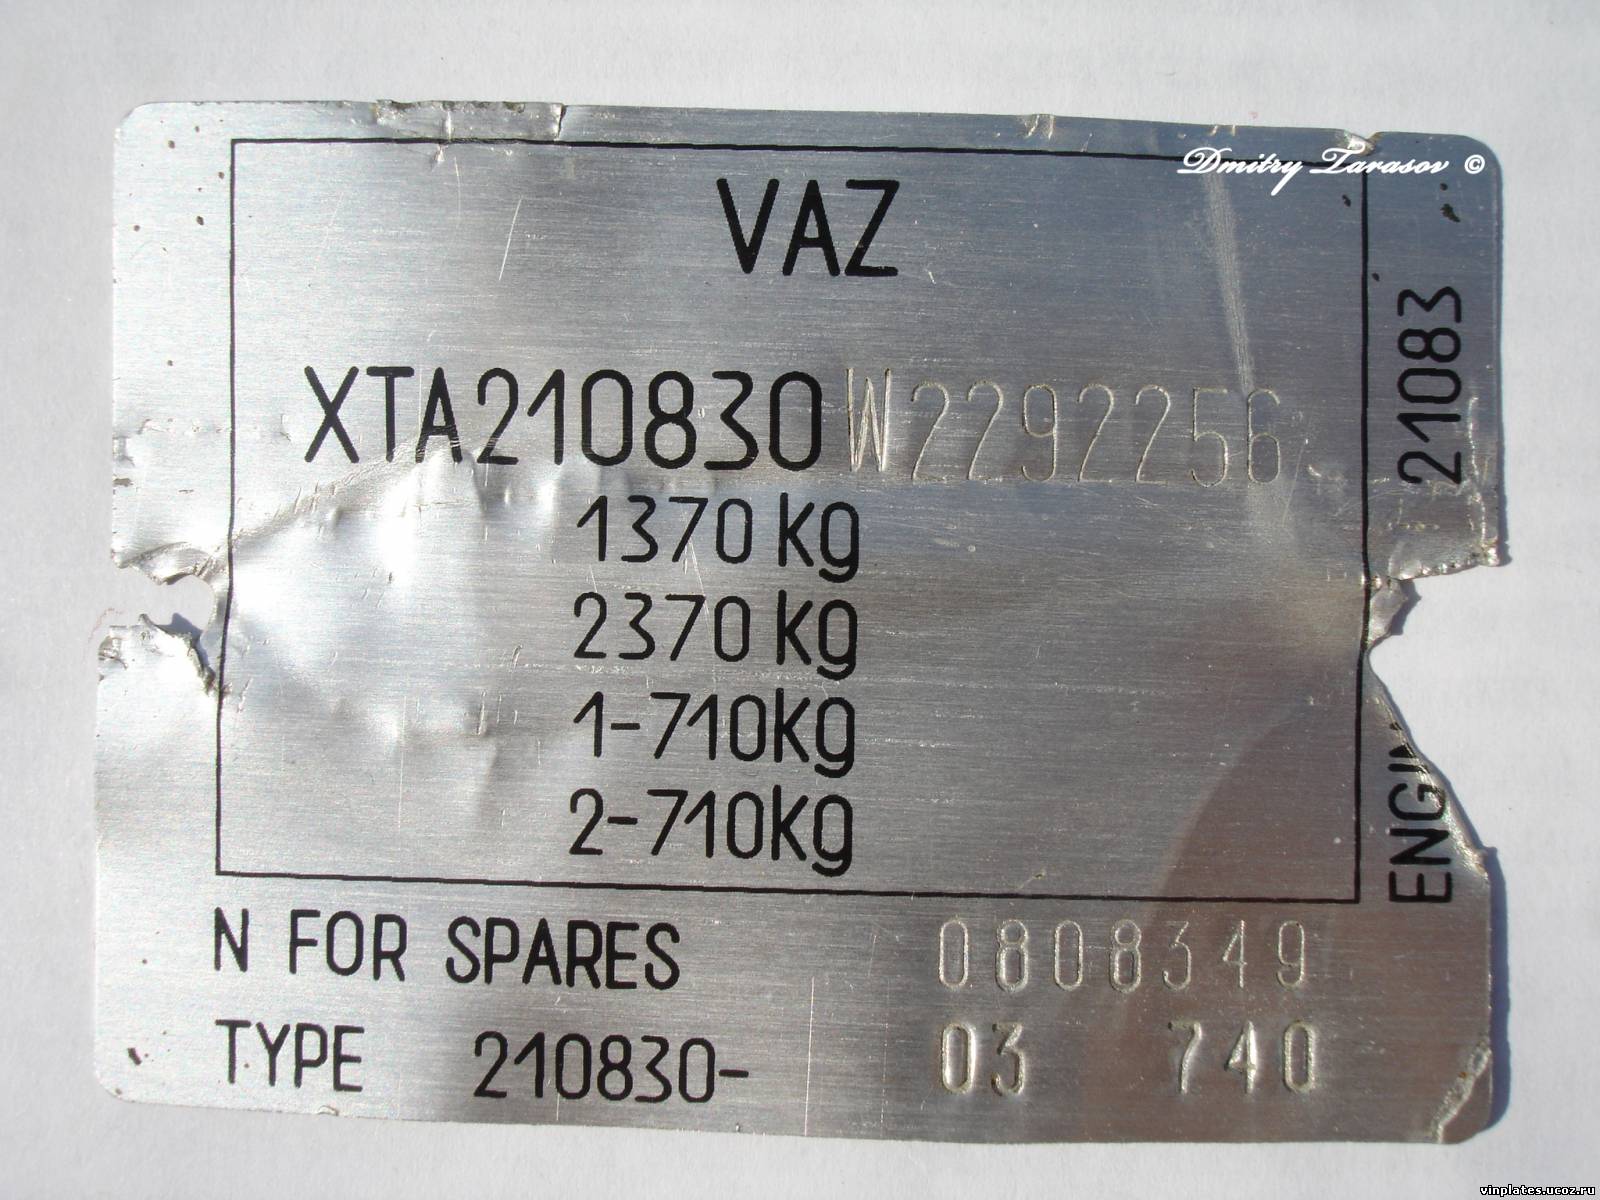 Dmitry Tarasov ©
VAZ
XTA210830W2292256
1370 kg
2370 kg
1-710kg
2-710kg
21083
ENGIN
N FOR SPARES 0808349
TYPE 210830- 03 740
vinplates.ucoz.ru